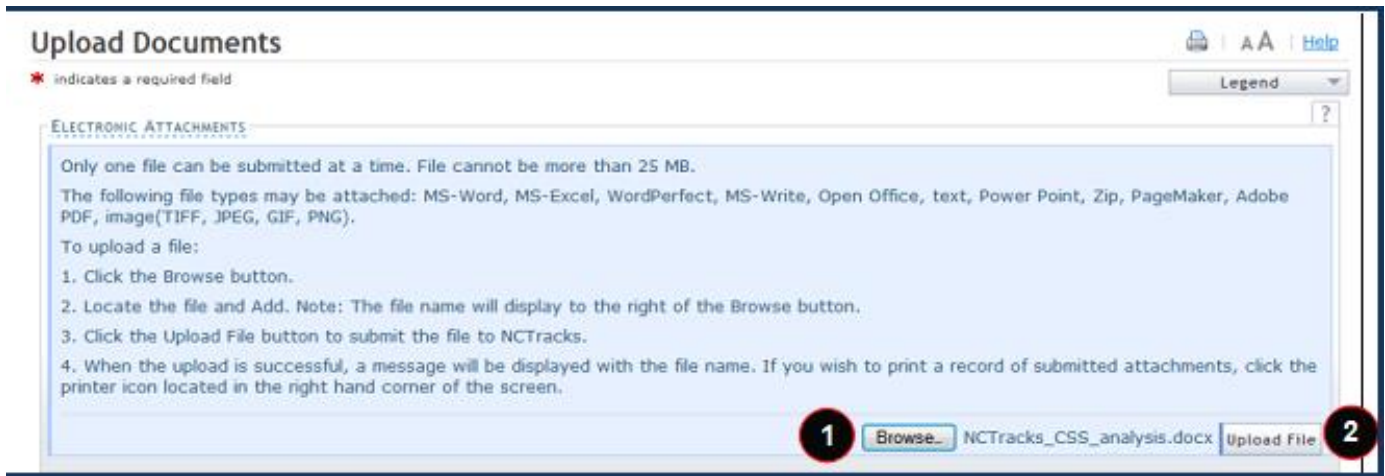 Upload Documents
A A Help
* indicates a required field
Legend
ELECTRONIC ATTACHMENTS
?
Only one file can be submitted at a time. File cannot be more than 25 MB.
The following file types may be attached: MS-Word, MS-Excel, WordPerfect, MS-Write, Open Office, text, Power Point, Zip, PageMaker, Adobe
PDF, image(TIFF, JPEG, GIF, PNG).
To upload a file:
1. Click the Browse button.
2. Locate the file and Add. Note: The file name will display to the right of the Browse button.
3. Click the Upload File button to submit the file to NCTracks.
4. When the upload is successful, a message will be displayed with the file name. If you wish to print a record of submitted attachments, click the
printer icon located in the right hand corner of the screen.
1 Browse... NCTracks_CSS_analysis.docx Upload File 2